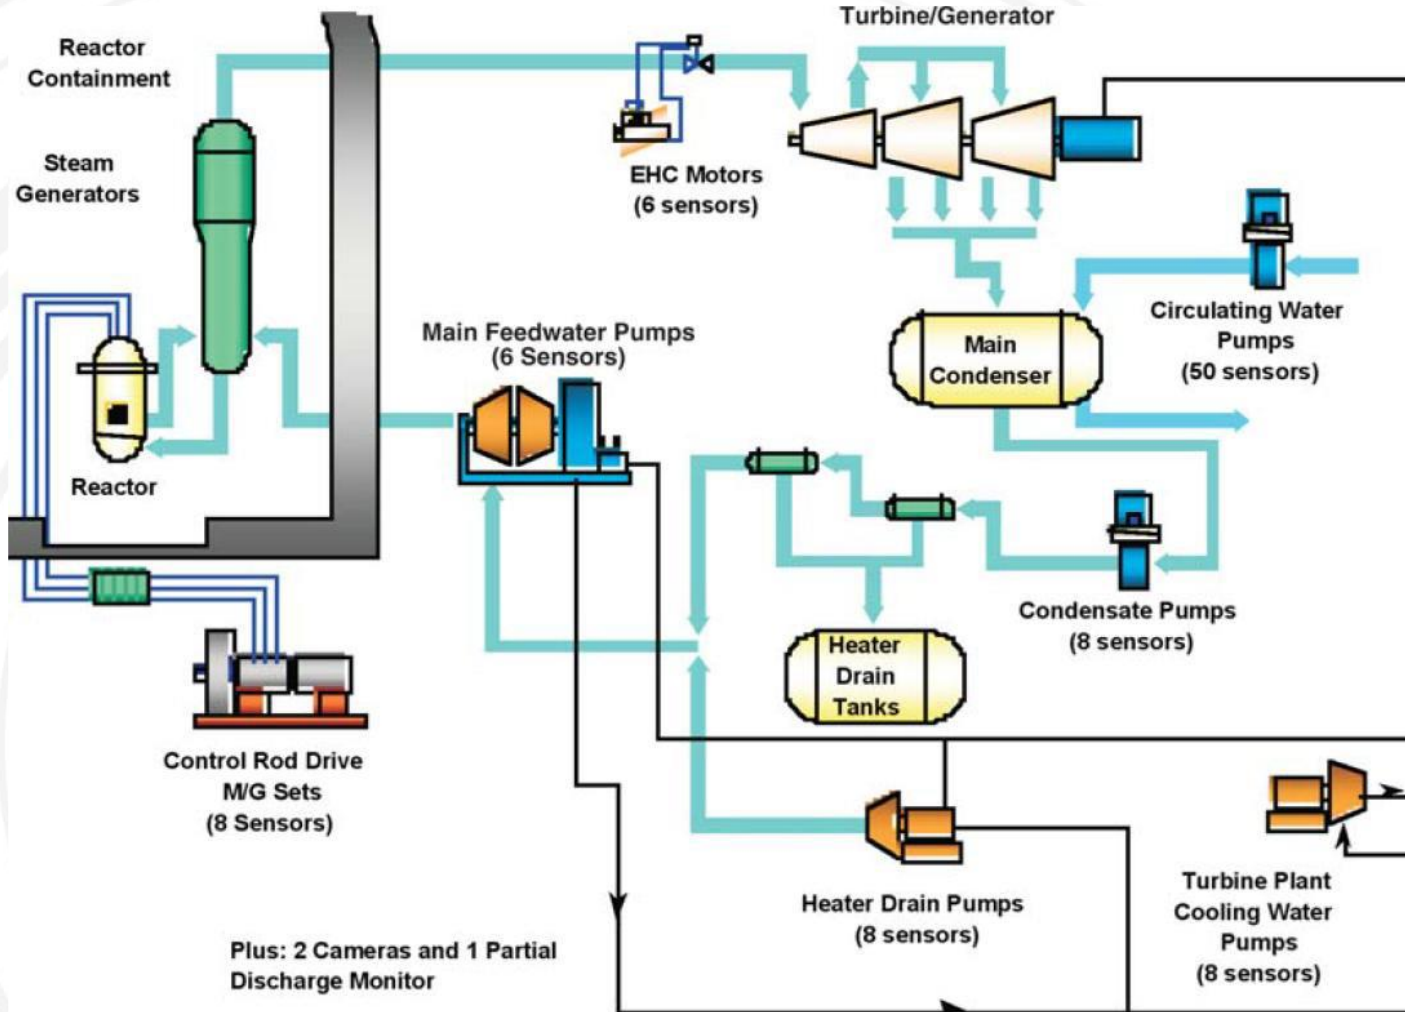 Turbine/Generator
Reactor
Containment
Steam
Generators
EHC Motors
(6 sensors)
Circulating Water
Pumps
(50 sensors)
Main
Condenser
Main Feedwater Pumps
(6 Sensors)
Reactor
Condensate Pumps
(8 sensors)
Heater
Drain
Tanks
Control Rod Drive
M/G Sets
(8 Sensors)
Heater Drain Pumps
(8 sensors)
Turbine Plant
Cooling Water
Pumps
(8 sensors)
Plus: 2 Cameras and 1 Partial
Discharge Monitor